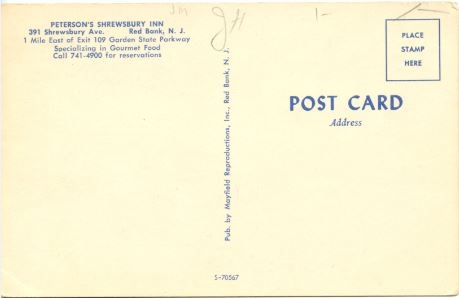 PETERSON'S SHREWSBURY INN
391 Shrewsbury Ave. Red Bank, N. J.
1 Mile East of Exit 109 Garden State Parkway
Specializing in Gourmet Food
Call 741-4900 for reservations
Pub. by Mayfield Reproductions, Inc., Red Bank, N. J.
S-70567
PLACE
STAMP
HERE
POST CARD
Address
1-